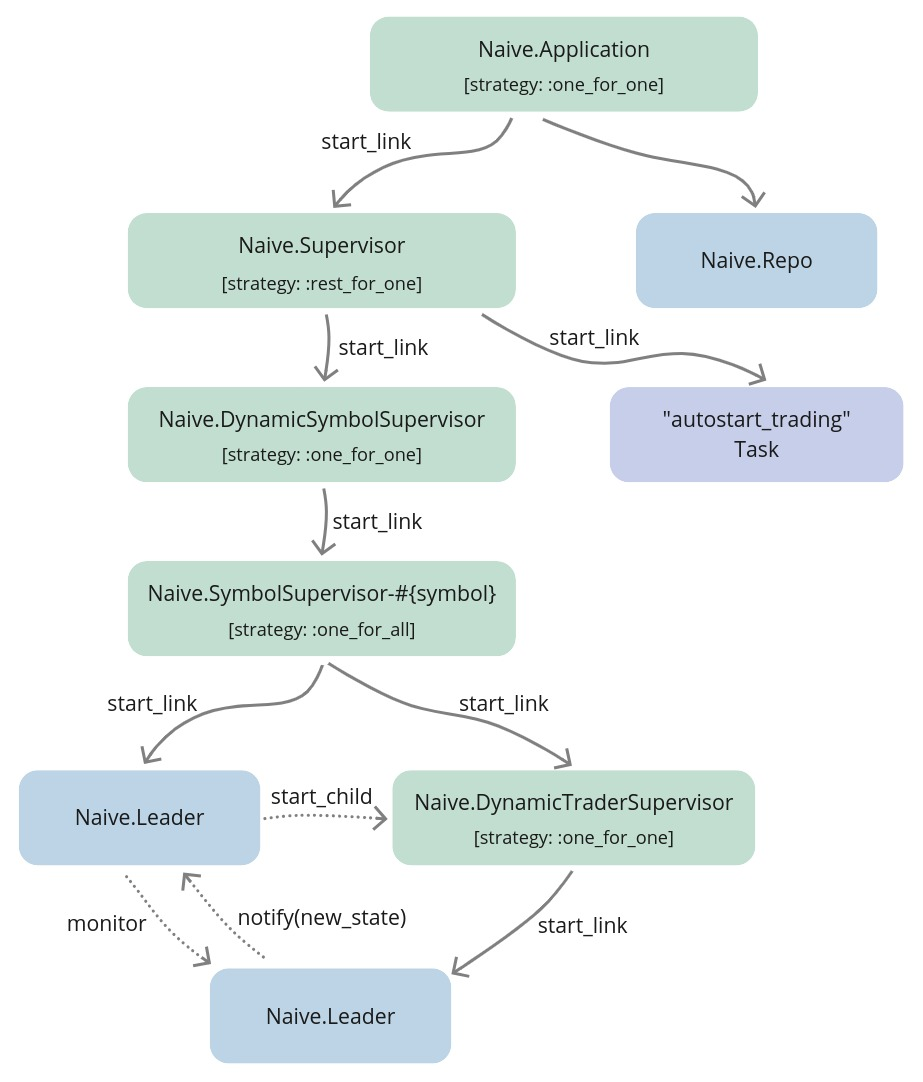 Naive.Application
[strategy: :one_for_one]
start_link
Naive.Supervisor
[strategy: :rest_for_one]
Naive.Repo
start_link
start_link
Naive.DynamicSymbolSupervisor
[strategy: :one_for_one]
"autostart_trading"
Task
start_link
Naive.SymbolSupervisor-#{symbol}
[strategy: :one_for_all]
start_link
start_link
Naive.Leader
start_child
Naive.DynamicTraderSupervisor
[strategy: :one_for_one]
monitor
notify(new_state)
start_link
Naive.Leader